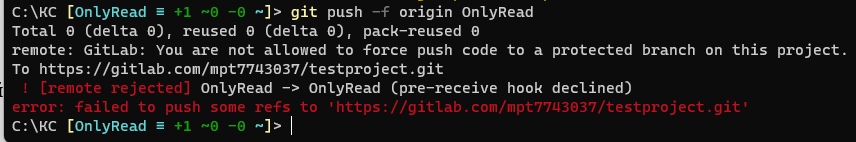 C:\KC [OnlyRead ≡ +1 ~0 -0 ~]> git push -f origin OnlyRead
Total 0 (delta 0), reused 0 (delta 0), pack-reused 0
remote: GitLab: You are not allowed to force push code to a protected branch on this project.
To https://gitlab.com/mpt7743037/testproject.git
 ! [remote rejected] OnlyRead -> OnlyRead (pre-receive hook declined)
error: failed to push some refs to 'https://gitlab.com/mpt7743037/testproject.git'
C:\KC [OnlyRead ≡ +1 ~0 -0 ~]>